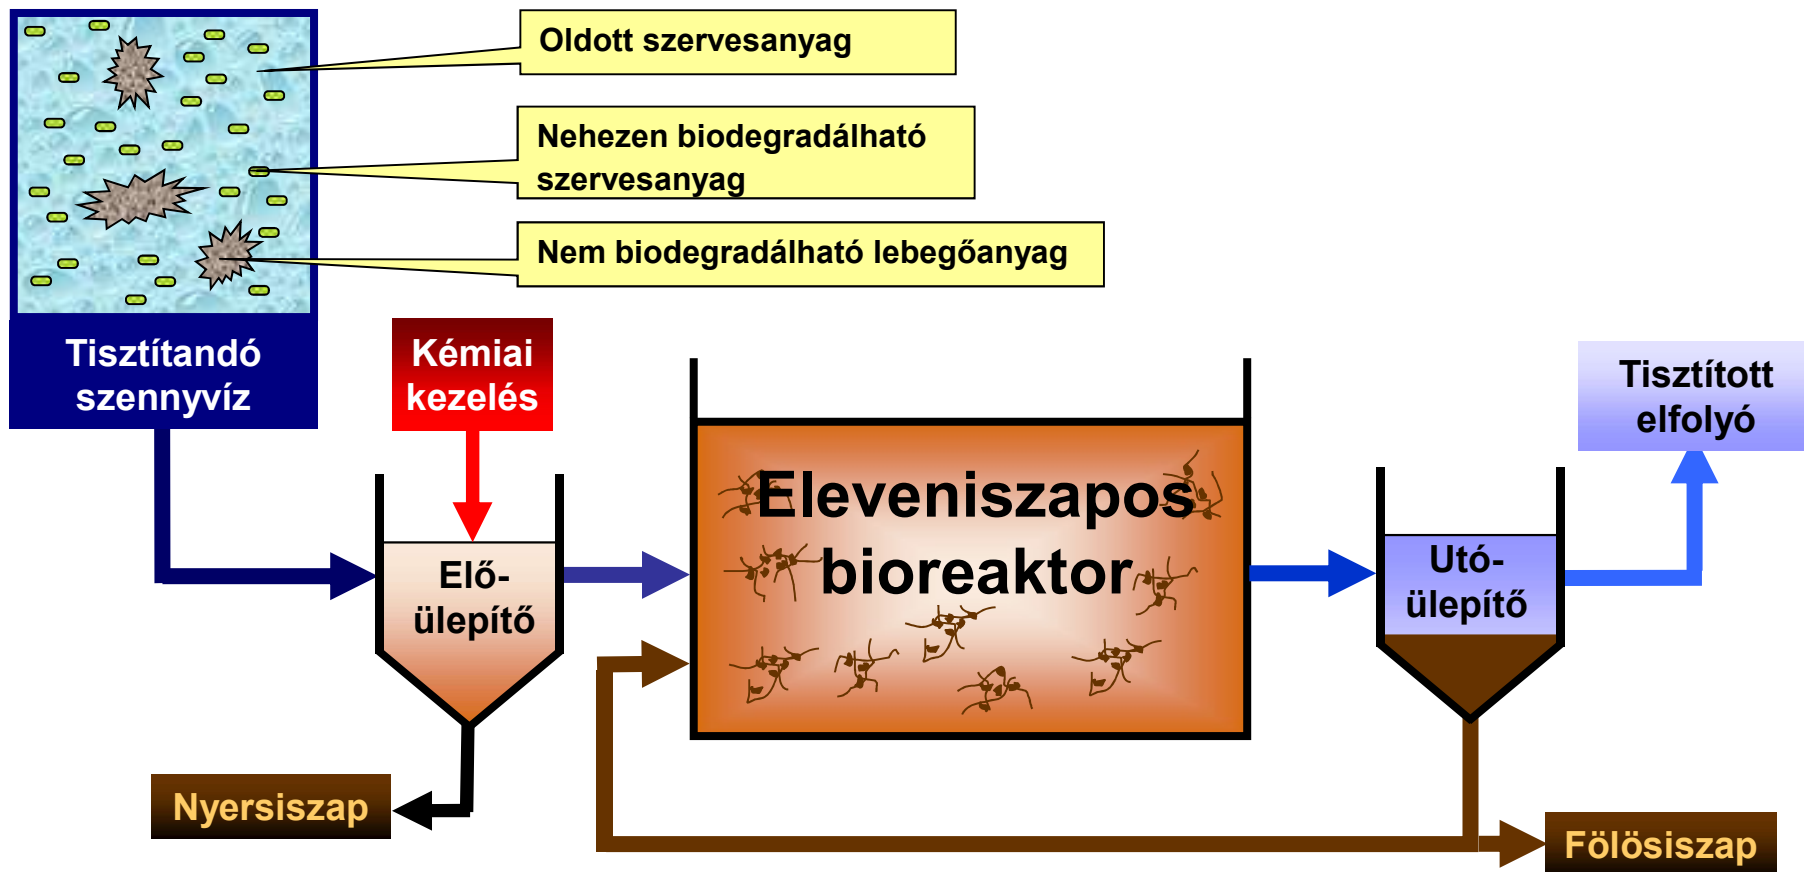 Oldott szervesanyag
Nehezen biodegradálható
szervesanyag
Nem biodegradálható lebegőanyag
Tisztítandó
szennyvíz
Kémiai
kezelés
Tisztított
elfolyó
Eleveniszapos
bioreaktor
Elő-
ülepítő
Utó-
ülepítő
Nyersiszap
Fölösiszap